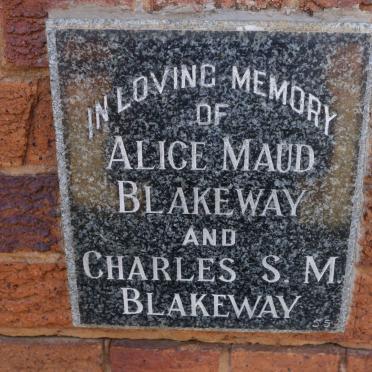 IN LOVING MEMORY
OF
ALICE MAUD
BLAKEWAY
AND
CHARLES S. M.
BLAKEWAY